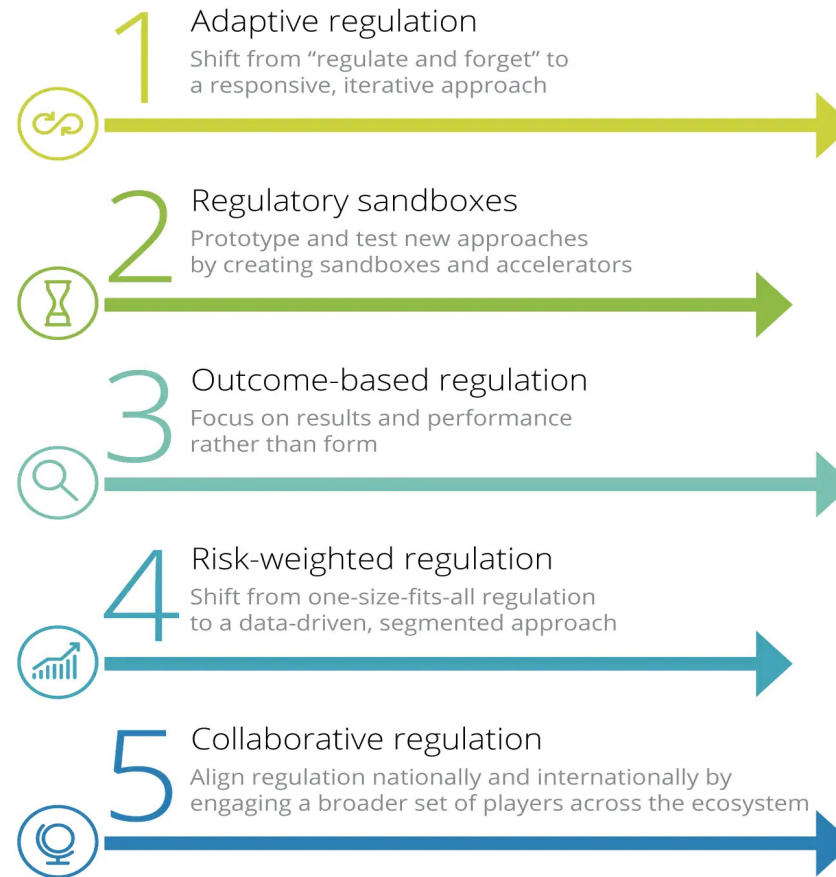 1
Adaptive regulation
Shift from “regulate and forget” to
a responsive, iterative approach
2
Regulatory sandboxes
Prototype and test new approaches
by creating sandboxes and accelerators
3
Outcome-based regulation
Focus on results and performance
rather than form
4
Risk-weighted regulation
Shift from one-size-fits-all regulation
to a data-driven, segmented approach
5
Collaborative regulation
Align regulation nationally and internationally by
engaging a broader set of players across the ecosystem